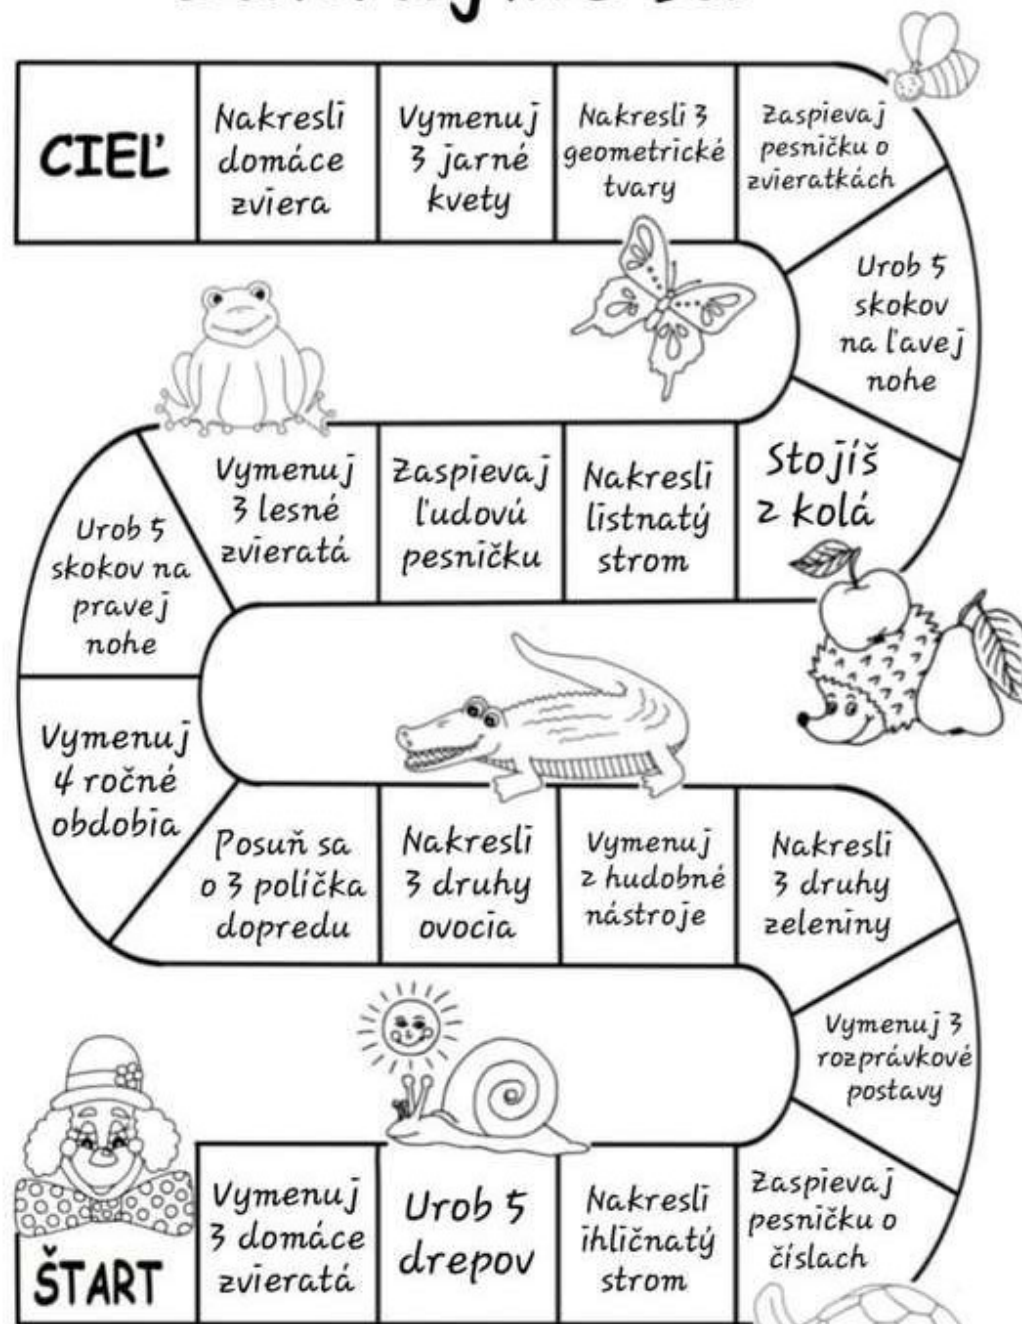 CIEĽ
Nakresli
domáce
zviera
Vymenuj
3 jarné
kvety
Nakresli 3
geometrické
tvary
Zaspievaj
pesničku o
zvieratkách
Urob 5
skokov
na ľavej
nohe
Stojíš
2 kolá
Nakresli
listnatý
strom
Zaspievaj
ľudovú
pesničku
Vymenuj
3 lesné
zvieratá
Urob 5
skokov na
pravej
nohe
Vymenuj
4 ročné
obdobia
Posuň sa
o 3 políčka
dopredu
Nakresli
3 druhy
ovocia
Vymenuj
2 hudobné
nástroje
Nakresli
3 druhy
zeleniny
Vymenuj 3
rozprávkové
postavy
Zaspievaj
pesničku o
číslach
Nakresli
ihličnatý
strom
Urob 5
drepov
Vymenuj
3 domáce
zvieratá
ŠTART